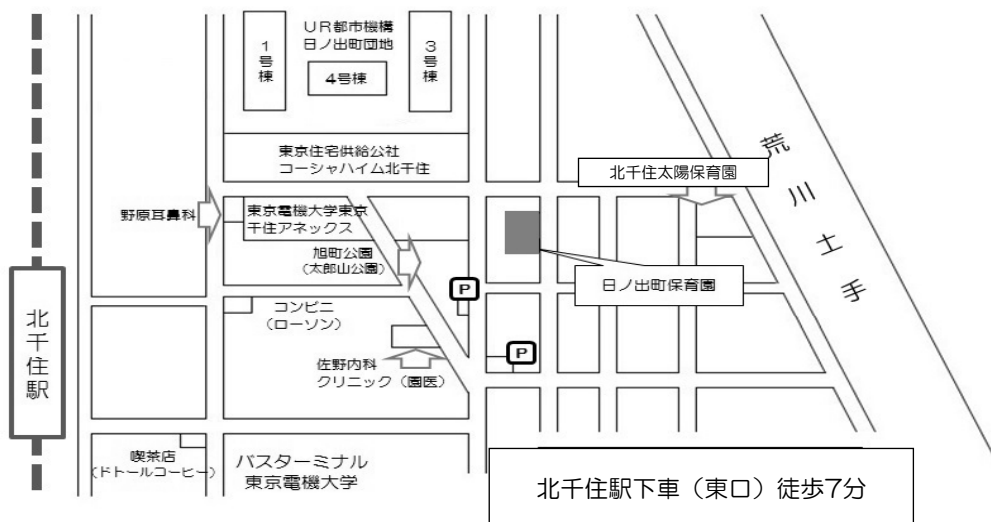 UR都市機構
日ノ出町団地
1号棟
3号棟
4号棟
東京住宅供給公社
コーシャハイム北千住
北千住太陽保育園
荒川土手
野原耳鼻科
東京電機大学東京
千住アネックス
旭町公園
(太郎山公園)
日ノ出町保育園
P
コンビニ
(ローソン)
北千住駅
P
佐野内科
クリニック(園医)
喫茶店
(ドトールコーヒー)
バスターミナル
東京電機大学
北千住駅下車(東口)徒歩7分